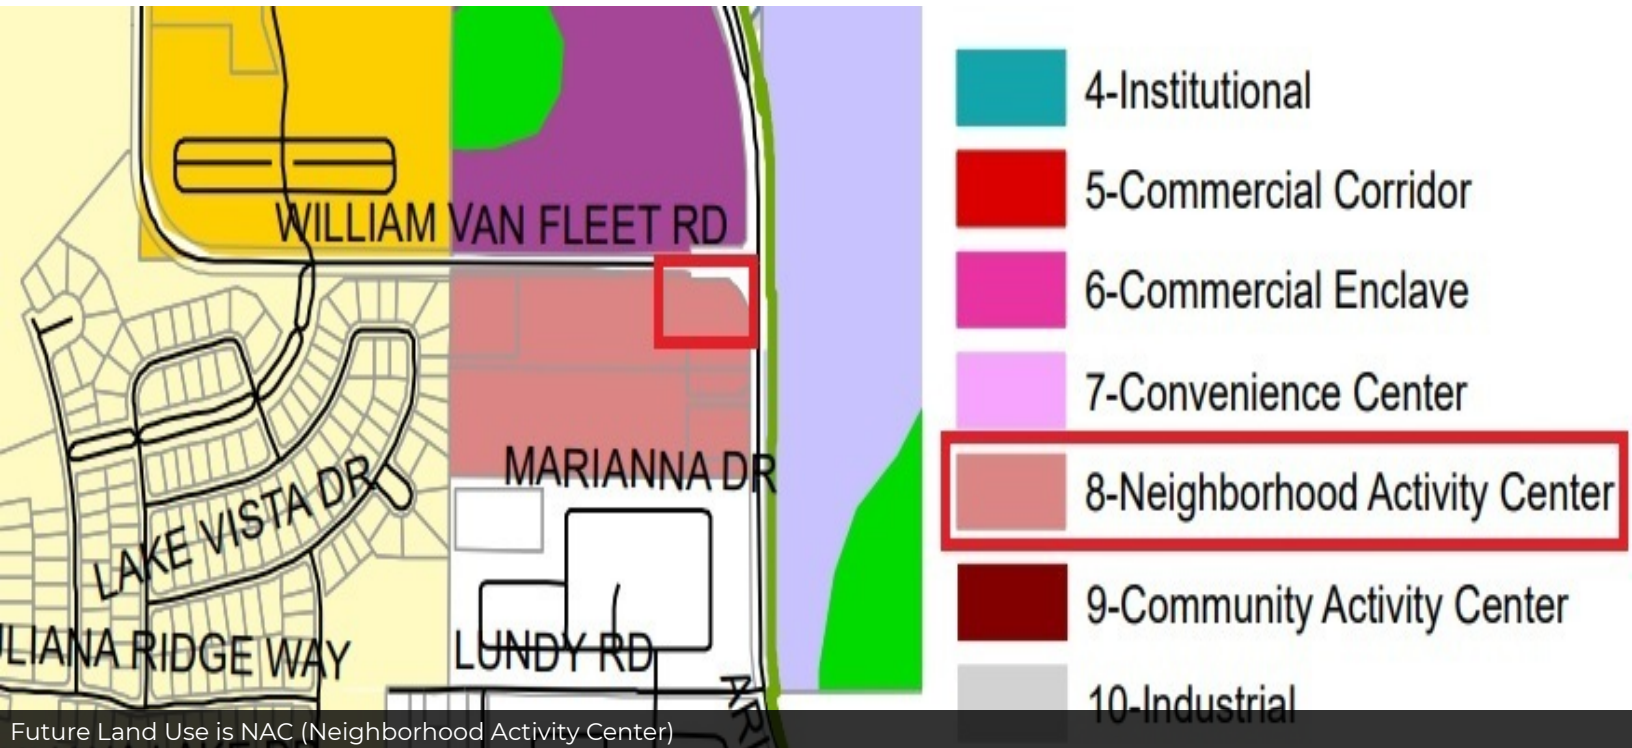 WILLIAM VAN FLEET RD
MARIANNA DR
LAKE VISTA DR
RIDGE WAY
LUNDY RD
4-Institutional
5-Commercial Corridor
6-Commercial Enclave
7-Convenience Center
8-Neighborhood Activity Center
9-Community Activity Center
10-Industrial
Future Land Use is NAC (Neighborhood Activity Center)